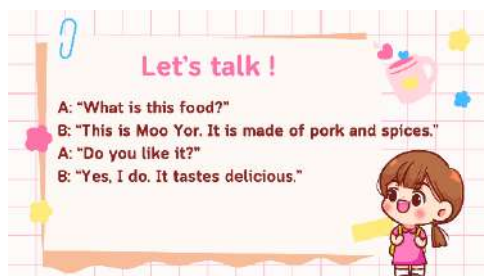 Let's talk !
A: "What is this food?"
B: "This is Moo Yor. It is made of pork and spices."
A: "Do you like it?"
B: "Yes, I do. It tastes delicious."